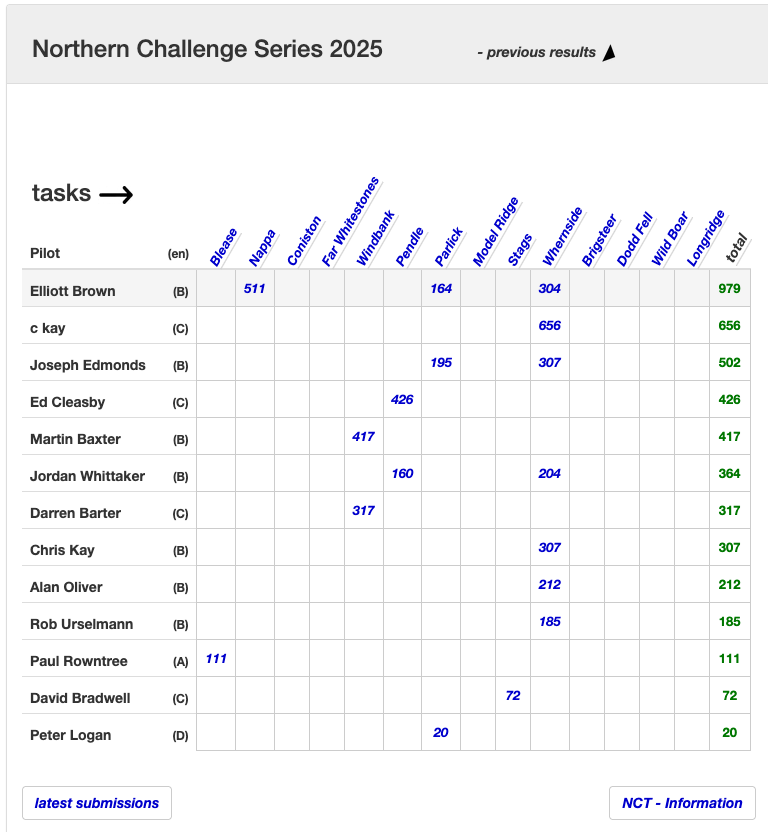 Northern Challenge Series 2025 - previous results
tasks
Pilot (en) Blease Nappa Coniston Far Whitestones Windbank Pendle Parlick Model Ridge Stags Whernside Brigsteer Dodd Fell Wild Boar Longridge total
Elliott Brown (B) 511 164 304 979
c kay (C) 656 656
Joseph Edmonds (B) 195 307 502
Ed Cleasby (C) 426 426
Martin Baxter (B) 417 417
Jordan Whittaker (B) 160 204 364
Darren Barter (C) 317 317
Chris Kay (B) 307 307
Alan Oliver (B) 212 212
Rob Urselmann (B) 185 185
Paul Rowntree (A) 111 111
David Bradwell (C) 72 72
Peter Logan (D) 20 20
latest submissions NCT - Information